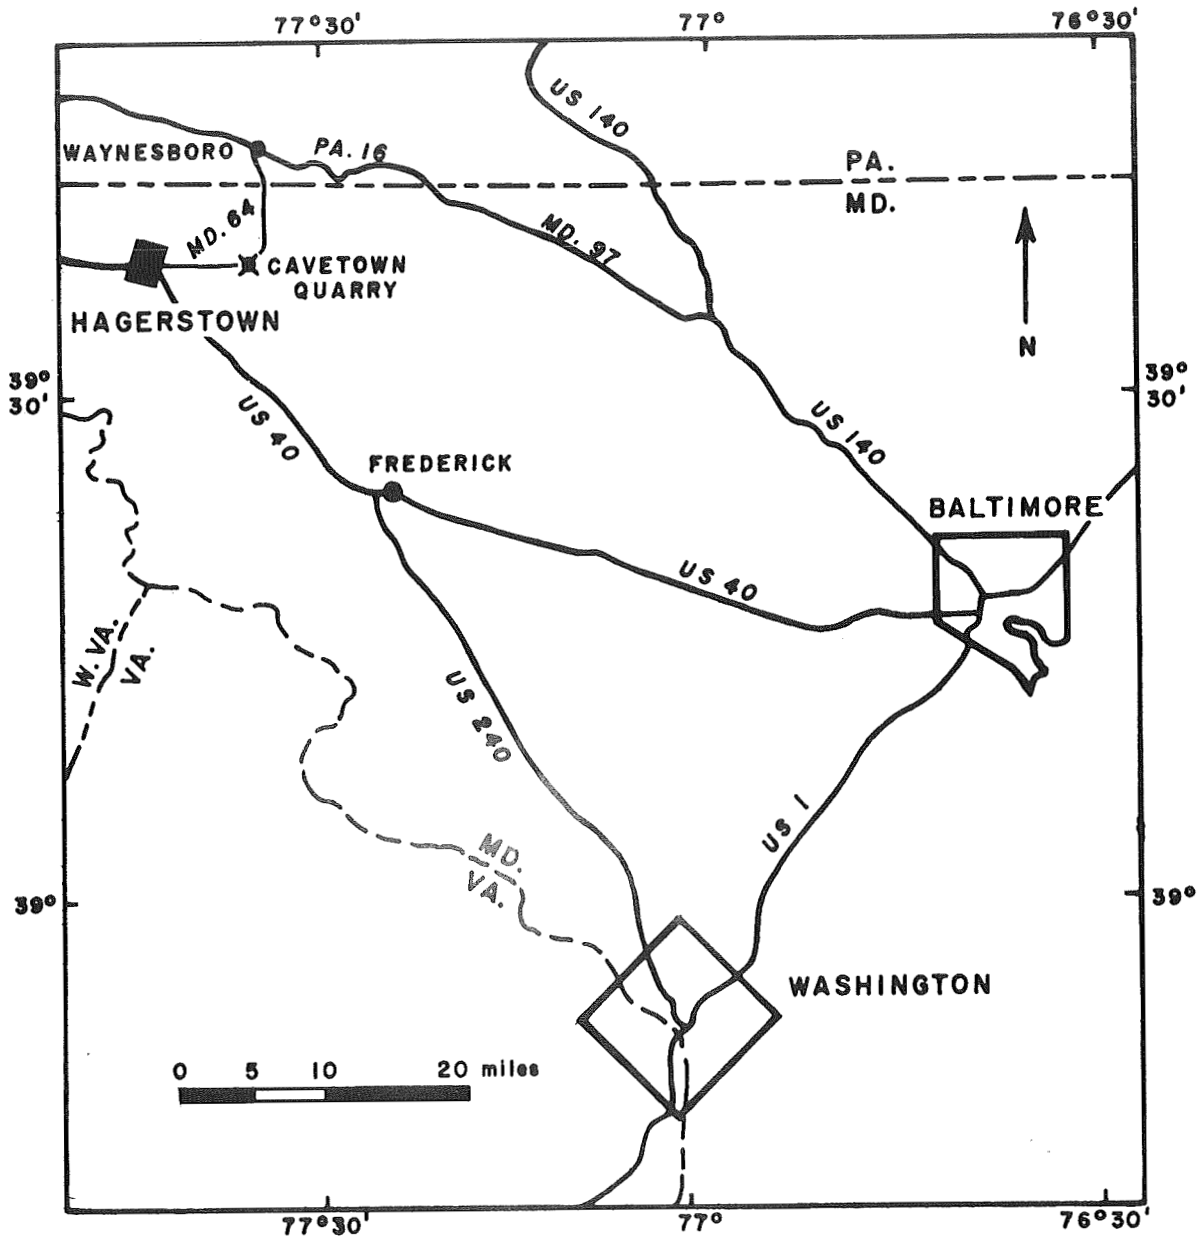 77°30'
77°
76°30'
US 140
WAYNESBORO
PA. 16
PA.
MD.
MD. 64
MD. 97
CAVETOWN
QUARRY
N
HAGERSTOWN
39°
30'
39°
30'
US 40
US 140
FREDERICK
BALTIMORE
US 40
W. VA.
VA.
US 240
US 1
MD.
VA.
39°
39°
WASHINGTON
0 5 10 20 miles
77°30'
77°
76°30'